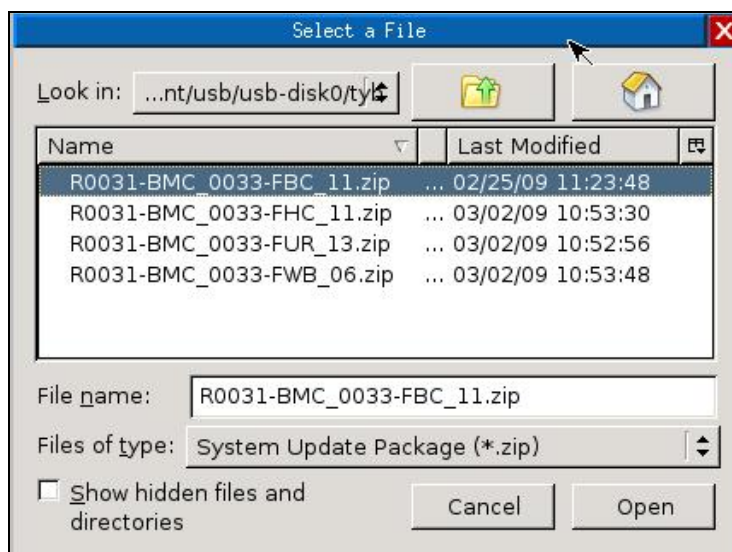 Select a File
Look in: ...nt/usb/usb-disk0/tyl
Name Last Modified
R0031-BMC_0033-FBC_11.zip ... 02/25/09 11:23:48
R0031-BMC_0033-FHC_11.zip ... 03/02/09 10:53:30
R0031-BMC_0033-FUR_13.zip ... 03/02/09 10:52:56
R0031-BMC_0033-FWB_06.zip ... 03/02/09 10:53:48
File name: R0031-BMC_0033-FBC_11.zip
Files of type: System Update Package (*.zip)
Show hidden files and
directories
Cancel Open